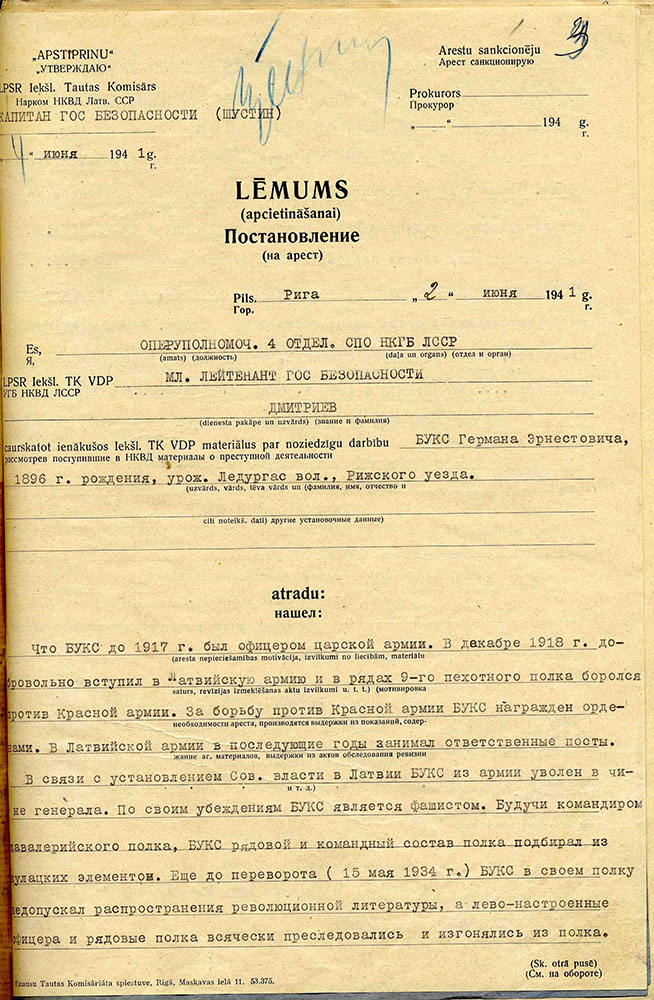 „APSTIPRINU“
„УТВЕРЖДАЮ“
LPSR Iekšl. Tautas Komisārs
Нарком НКВД Латв. ССР
КАПИТАН ГОС БЕЗОПАСНОСТИ (ШУСТИН)
4 “ июня 1941 g.
г.
Arestu sankcionēju
Арест санкционирую
Prokurors
Прокурор
„ “ 194 g.
г.
LĒMUMS
(apcietināšanai)
Постановление
(на арест)
Pils. Рига „ 2 “ июня 1941 g.
Гор. г.
Es, ОПЕРУПОЛНОМОЧ. 4 ОТДЕЛ. СПО НКГБ ЛССР
Я, (amats) (должность) (daļa un organs) (отдел и орган)
LPSR Iekšl. TK VDP МЛ. ЛЕЙТЕНАНТ ГОС БЕЗОПАСНОСТИ
УГБ НКВД ЛССР
ДМИТРИЕВ
(dienesta pakāpe un uzvārds) (звание и фамилия)
caurskatot ienākušos Iekšl. TK VDP materiālus par noziedzīgu darbību БУКС Германа Эрнестовича,
рассмотрев поступившие в НКВД материалы о преступной деятельности
1896 г. рождения, урож. Ледургас вол., Рижского уезда.
(uzvārds, vārds, tēva vārds un (фамилия, имя, отчество и
citi noteikš. dati) другие установочные данные)
atradu:
нашел:
Что БУКС до 1917 г. был офицером царской армии. В декабре 1918 г. до-
(aresta nepieciešamības motivācija, izvilkumi no liecībām, materiālu
бровольно вступил в Латвийскую армию и в рядах 9-го пехотного полка боролся
saturs, revīzijas izmeklēšanas aktu izvilkumi u. t. t.) (мотивировка
против Красной армии. За борьбу против Красной армии БУКС награжден орде-
необходимости ареста, производятся выдержки из показаний, содер-
нами. В Латвийской армии в последующие годы занимал ответственные посты.
жание аг. материалов, выдержки из актов обследования ревизии
В связи с установлением Сов. власти в Латвии БУКС из армии уволен в чи-
и т. д.)
не генерала. По своим убеждениям БУКС является фашистом. Будучи командиром
кавалерийского полка, БУКС рядовой и командный состав полка подбирал из
кулацких элементов. Еще до переворота ( 15 мая 1934 г.) БУКС в своем полку
недопускал распространения революционной литературы, а лево-настроенные
офицера и рядовые полка всячески преследовались и изгонялись из полка.
(Sk. otrā pusē)
(См. на обороте)
Finansu Tautas Komisāriāta spiestuve, Rīgā, Maskavas ielā 11. 53.375.